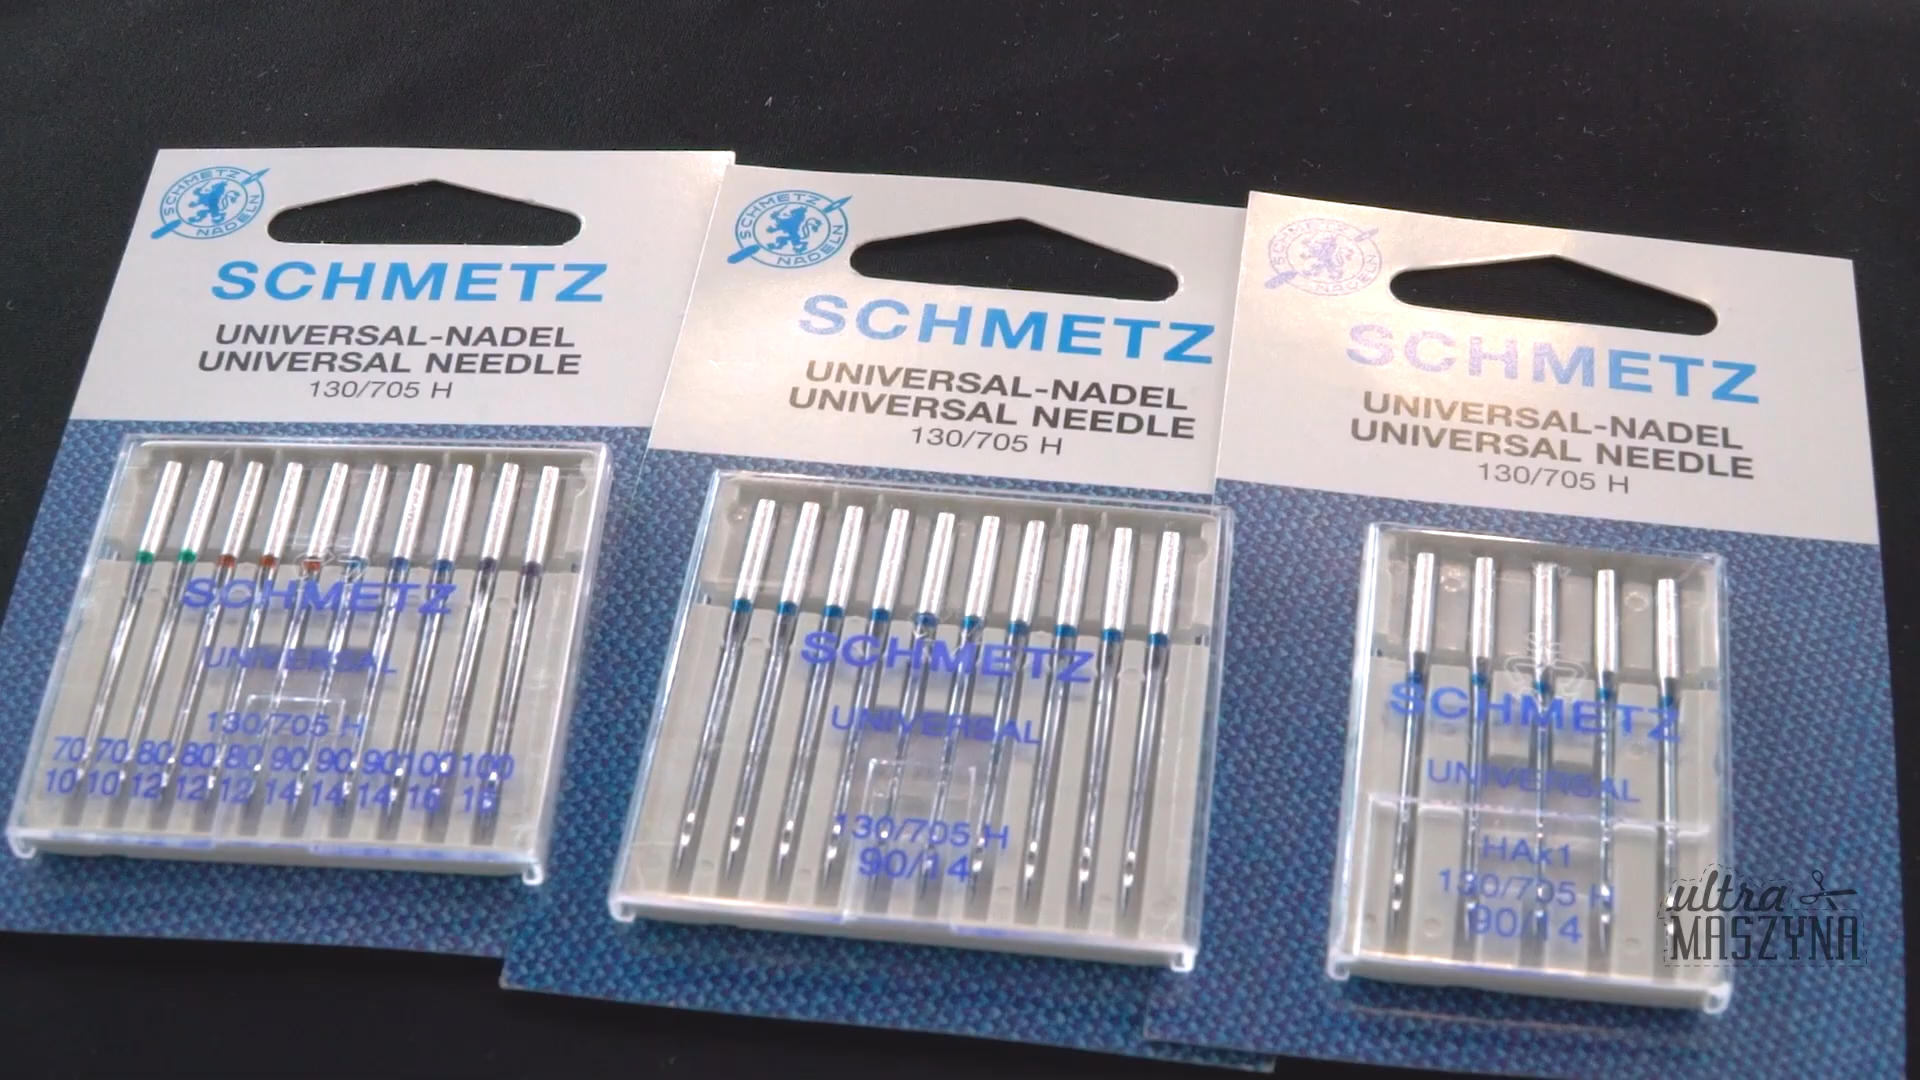 SCHMETZ NADELN
SCHMETZ
UNIVERSAL-NADEL
UNIVERSAL NEEDLE
130/705 H
SCHMETZ
UNIVERSAL
130/705 H
70 70 80 80 80 90 90 90 100 100
10 10 12 12 12 14 14 14 16 16
SCHMETZ NADELN
SCHMETZ
UNIVERSAL-NADEL
UNIVERSAL NEEDLE
130/705 H
SCHMETZ
UNIVERSAL
130/705 H
90/14
SCHMETZ NADELN
SCHMETZ
UNIVERSAL-NADEL
UNIVERSAL NEEDLE
130/705 H
SCHMETZ
UNIVERSAL
HAx1
130/705 H
90/14
ultra
MASZYNA